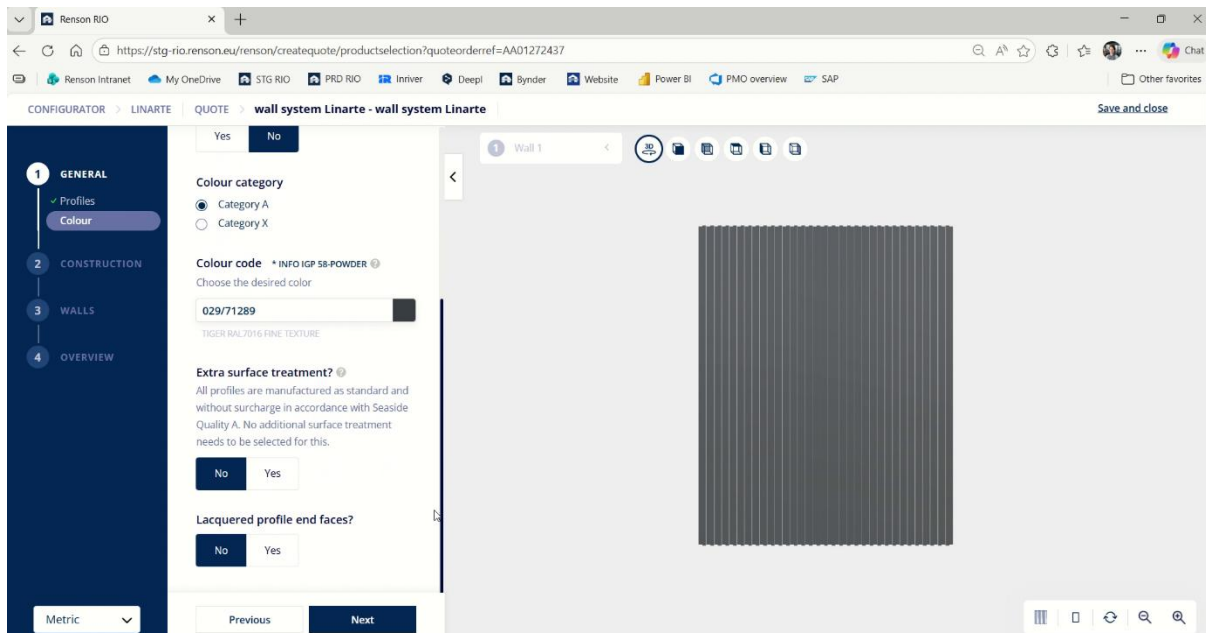 Renson RIO
https://stg-rio.renson.eu/renson/createquote/productselection?quoteorderref=AA01272437
Chat
Renson Intranet My OneDrive STG RIO PRD RIO Inriver Deepl Bynder Website Power BI PMO overview SAP Other favorites
CONFIGURATOR > LINARTE QUOTE > wall system Linarte - wall system Linarte Save and close
Yes No
1 Wall 1
3D
1 GENERAL
Profiles
Colour
2 CONSTRUCTION
3 WALLS
4 OVERVIEW
Metric
Colour category
Category A
Category X
Colour code * INFO IGP 58-POWDER ?
Choose the desired color
029/71289
TIGER RAL7016 FINE TEXTURE
Extra surface treatment? ?
All profiles are manufactured as standard and
without surcharge in accordance with Seaside
Quality A. No additional surface treatment
needs to be selected for this.
No Yes
Lacquered profile end faces?
No Yes
Previous Next